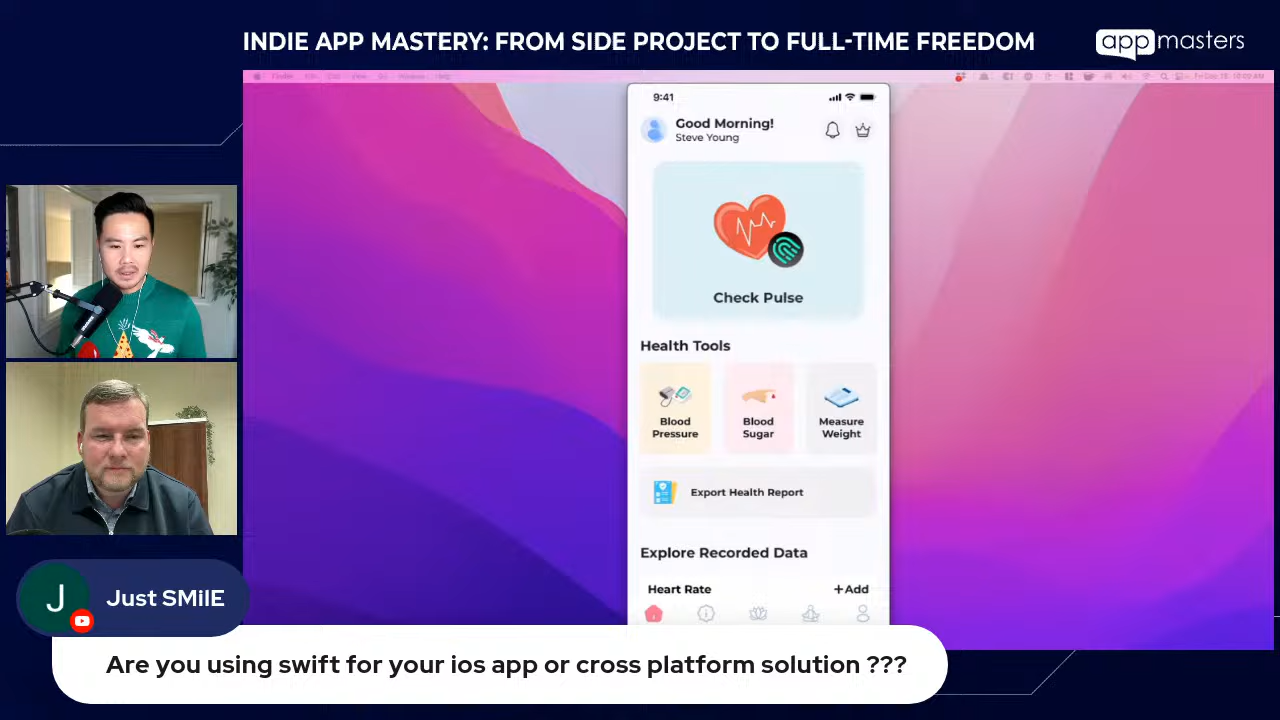 INDIE APP MASTERY: FROM SIDE PROJECT TO FULL-TIME FREEDOM
app masters
9:41
Good Morning!
Steve Young
Check Pulse
Health Tools
Blood
Pressure
Blood
Sugar
Measure
Weight
Export Health Report
Explore Recorded Data
Heart Rate
+Add
J
Just SMilE
Are you using swift for your ios app or cross platform solution ???